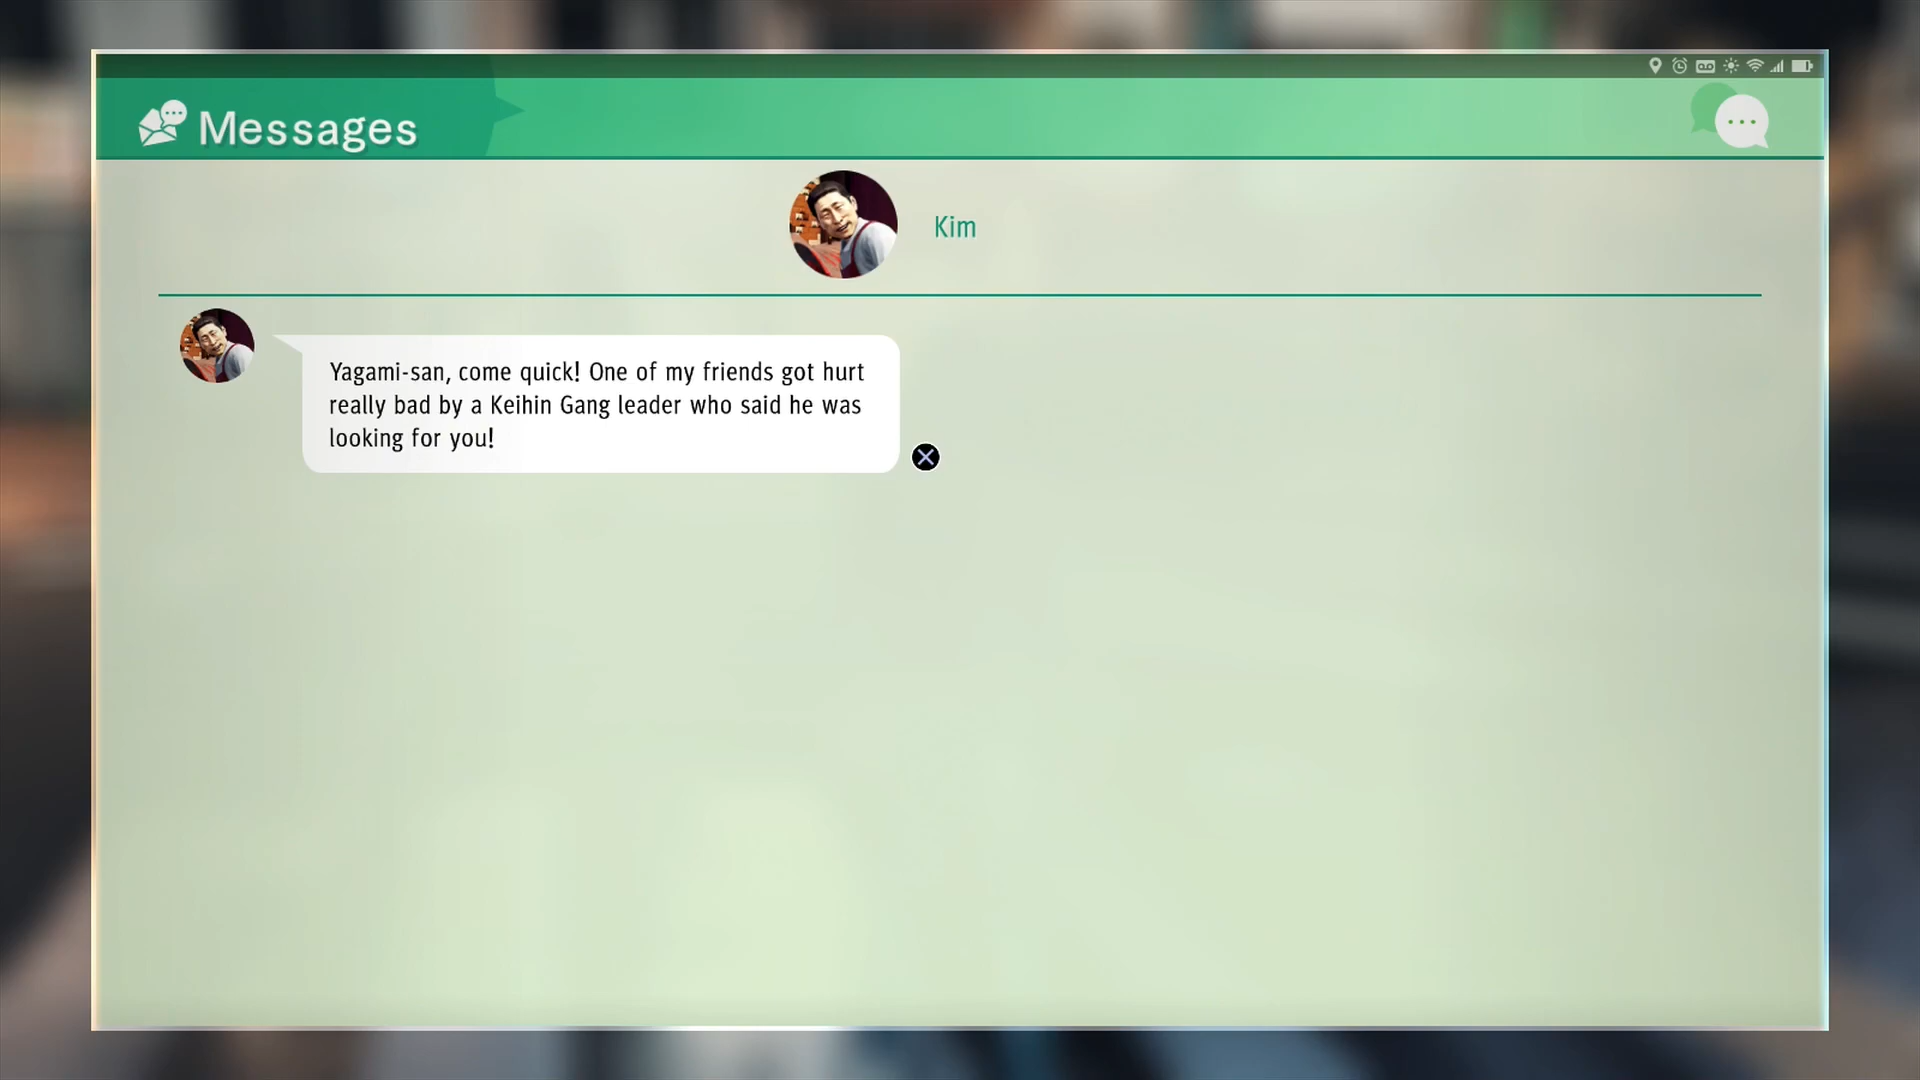 Messages
Kim
Yagami-san, come quick! One of my friends got hurt
really bad by a Keihin Gang leader who said he was
looking for you!